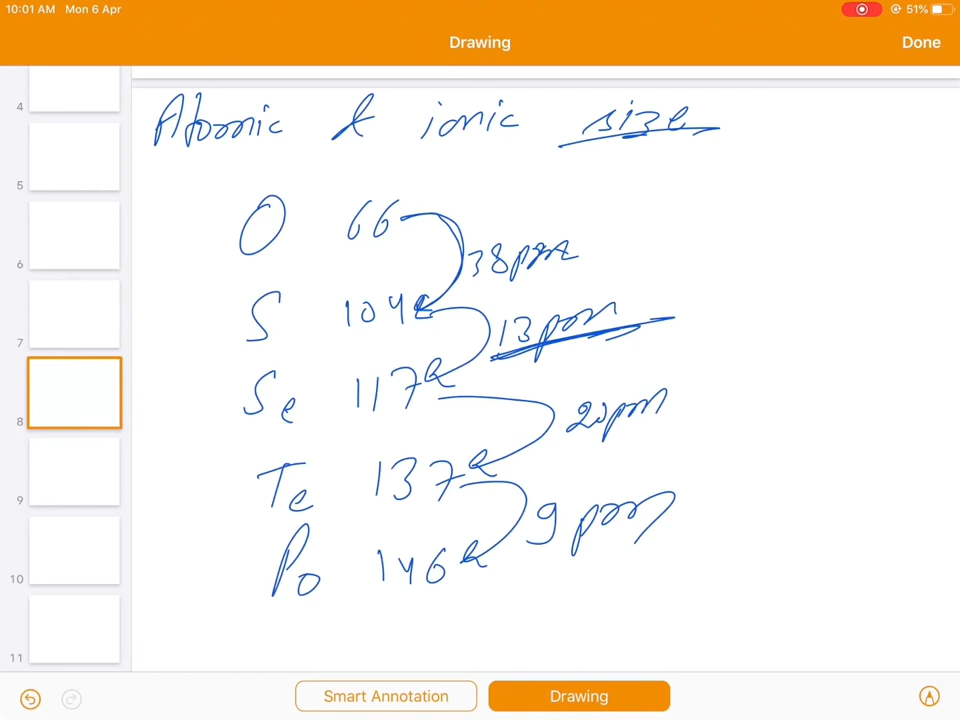 10:01 AM Mon 6 Apr
51%
Drawing
Done
4
5
6
7
8
9
10
11
Atomic & ionic size
O 66
38pm
S 104
13pm
Se 117
20pm
Te 137
9pm
Po 146
Smart Annotation
Drawing